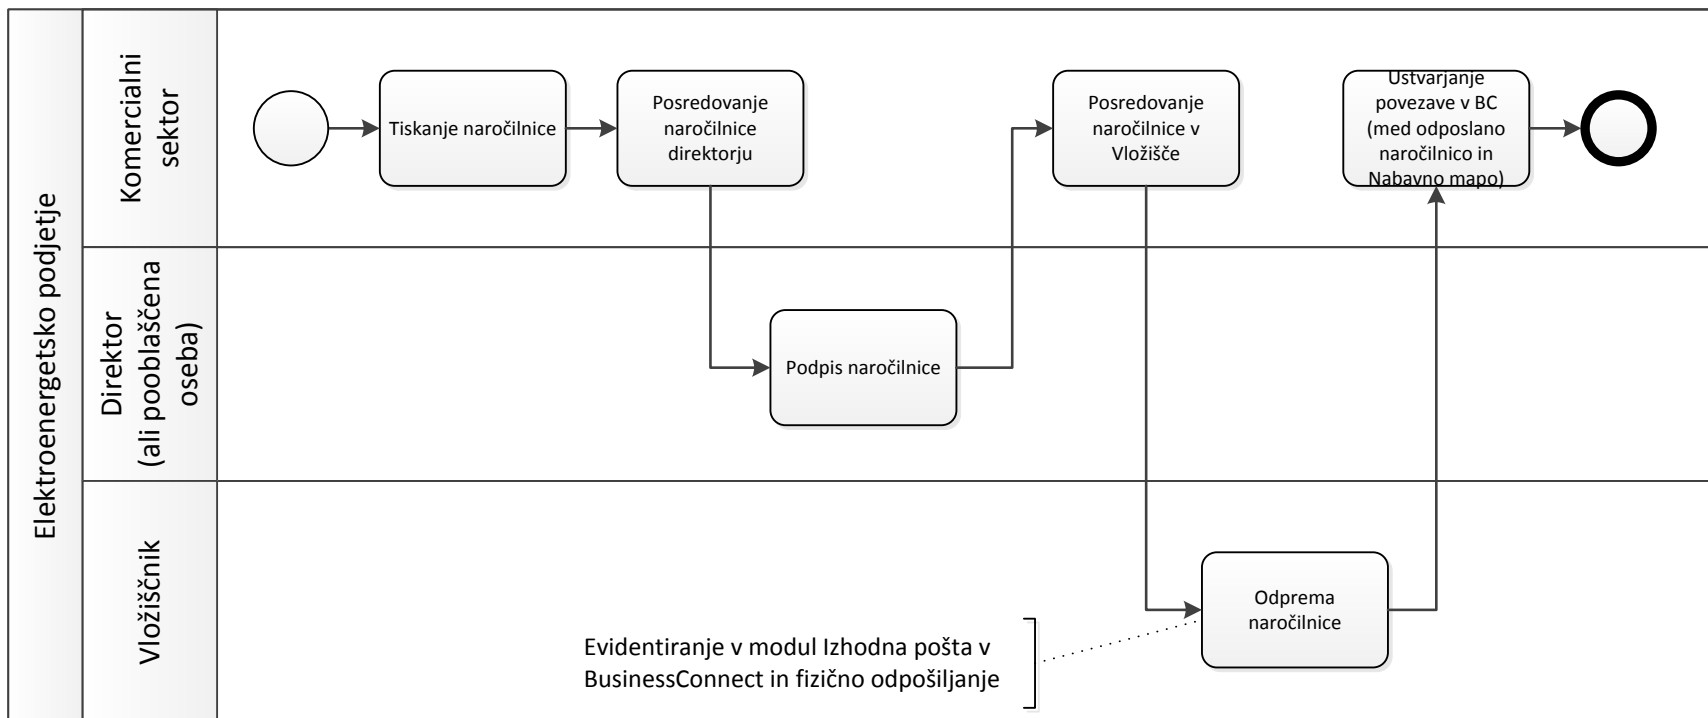 Elektroenergetsko podjetje
Komercialni
sektor
Tiskanje naročilnice
Posredovanje
naročilnice
direktorju
Posredovanje
naročilnice v
Vložišče
Ustvarjanje
povezave v BC
(med odposlano
naročilnico in
Nabavno mapo)
Direktor
(ali pooblaščena
oseba)
Podpis naročilnice
Vložiščnik
Odprema
naročilnice
Evidentiranje v modul Izhodna pošta v
BusinessConnect in fizično odpošiljanje